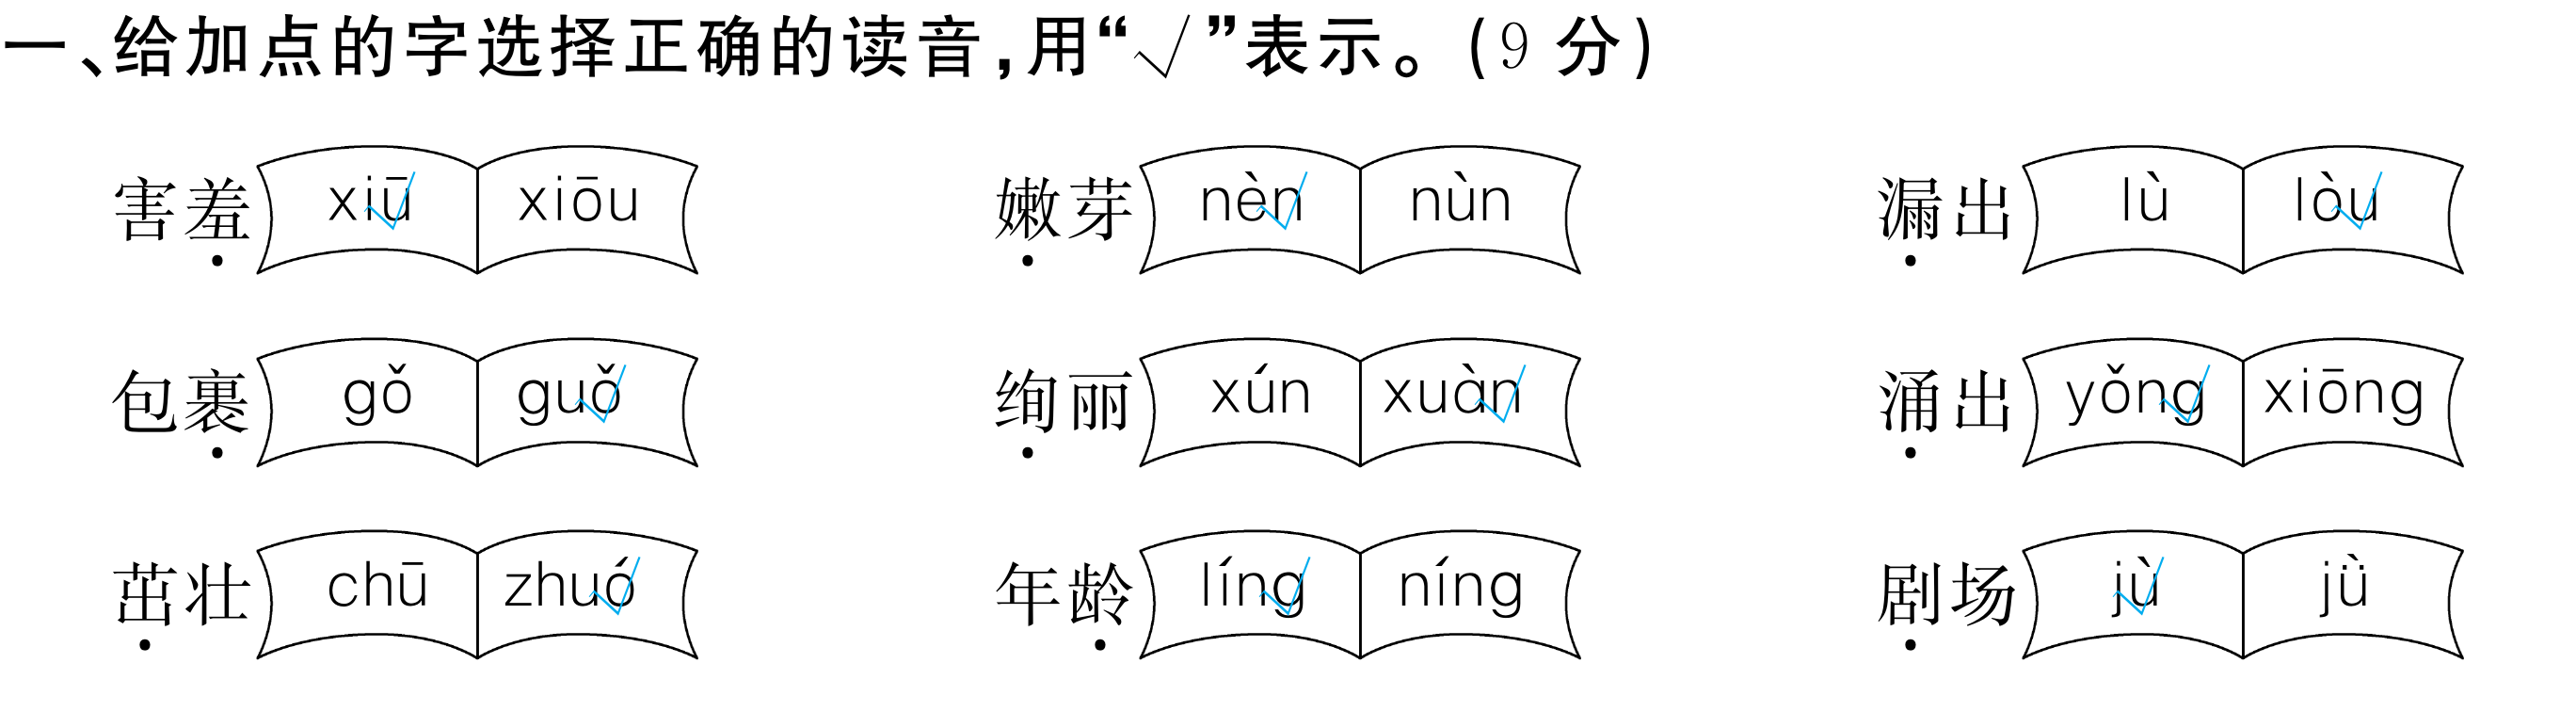 一、给加点的字选择正确的读音,用“√”表示。(9 分)
害羞 xiū√ xiōu 嫩芽 nèn√ nùn 漏出 lù lòu√
包裹 gǒ guǒ√ 绚丽 xún xuàn√ 涌出 yǒng√ xiōng
茁壮 chū zhuó√ 年龄 líng√ níng 剧场 jù√ jǜ